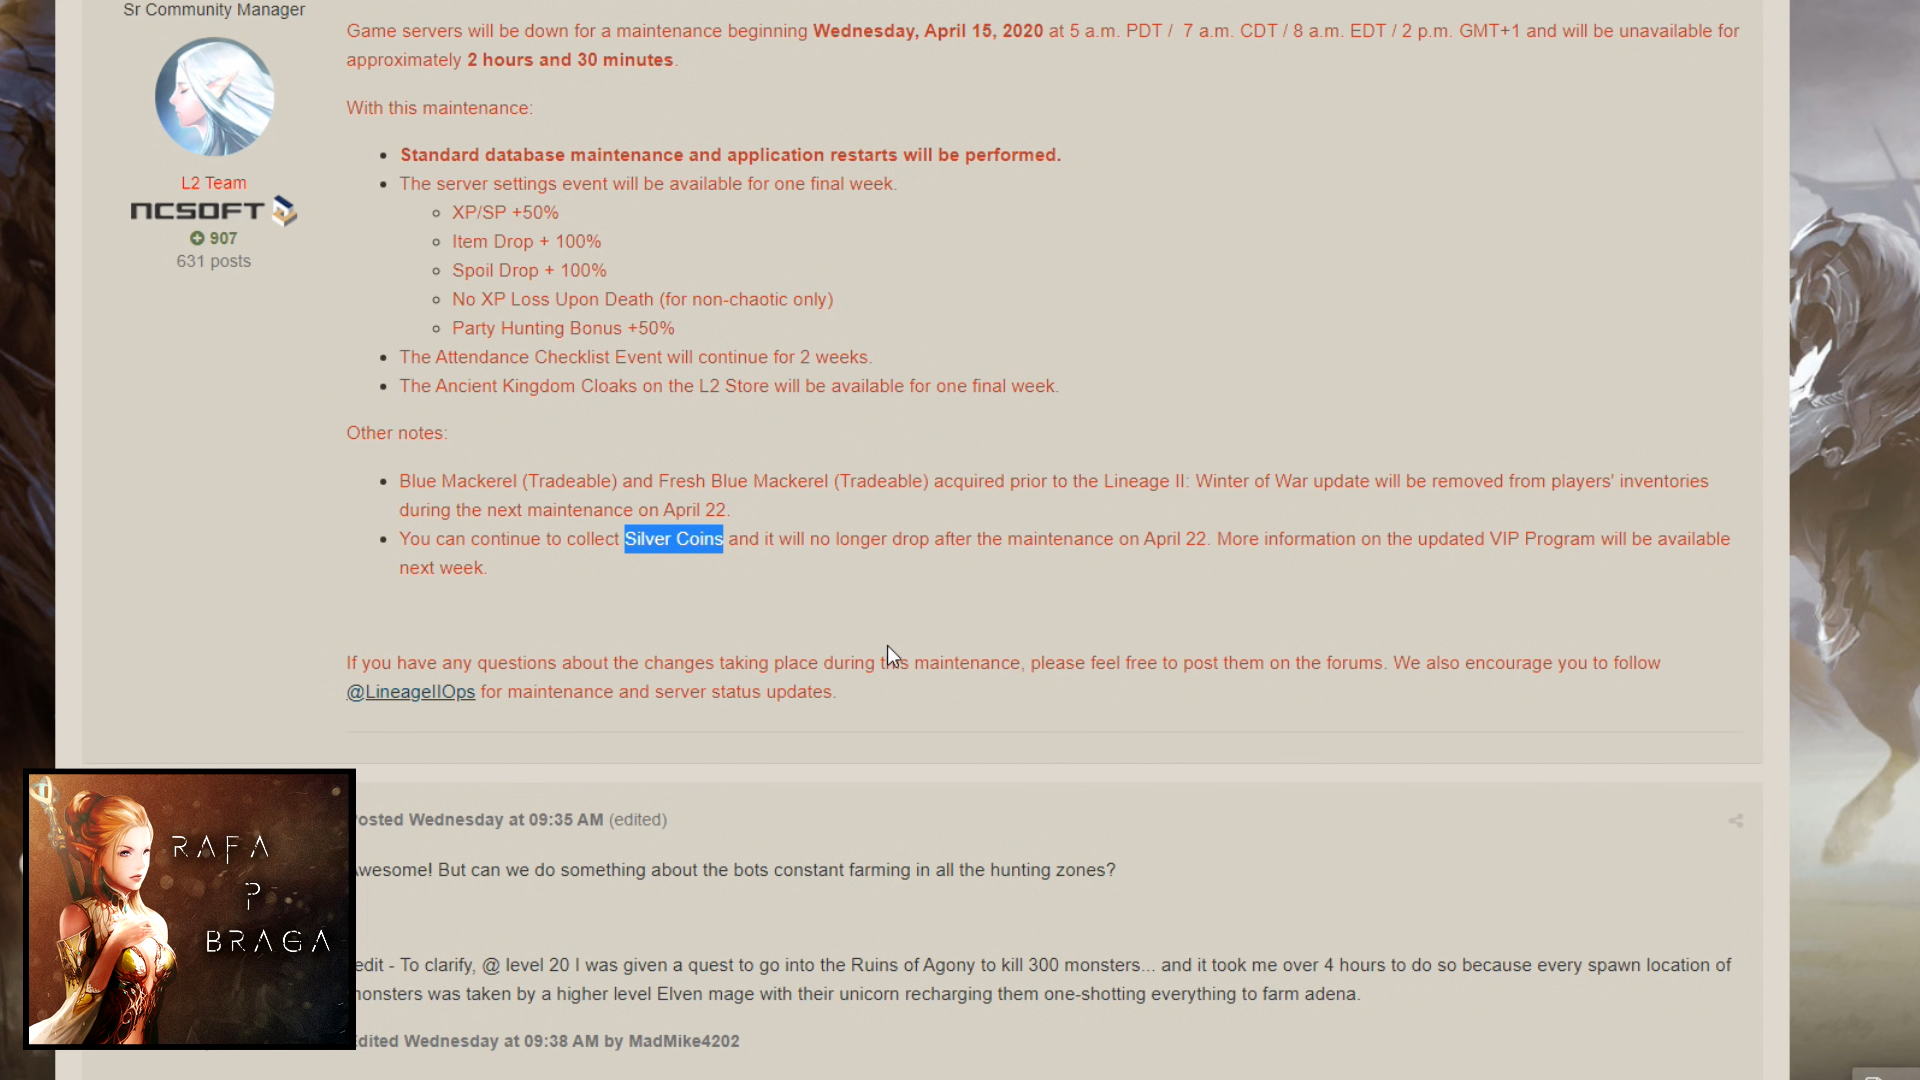 Sr Community Manager
L2 Team
NCSOFT
907
631 posts
Game servers will be down for a maintenance beginning Wednesday, April 15, 2020 at 5 a.m. PDT / 7 a.m. CDT / 8 a.m. EDT / 2 p.m. GMT+1 and will be unavailable for
approximately 2 hours and 30 minutes.
With this maintenance:
Standard database maintenance and application restarts will be performed.
The server settings event will be available for one final week.
XP/SP +50%
Item Drop + 100%
Spoil Drop + 100%
No XP Loss Upon Death (for non-chaotic only)
Party Hunting Bonus +50%
The Attendance Checklist Event will continue for 2 weeks.
The Ancient Kingdom Cloaks on the L2 Store will be available for one final week.
Other notes:
Blue Mackerel (Tradeable) and Fresh Blue Mackerel (Tradeable) acquired prior to the Lineage II: Winter of War update will be removed from players' inventories
during the next maintenance on April 22.
You can continue to collect Silver Coins and it will no longer drop after the maintenance on April 22. More information on the updated VIP Program will be available
next week.
If you have any questions about the changes taking place during this maintenance, please feel free to post them on the forums. We also encourage you to follow
@LineageIIOps for maintenance and server status updates.
osted Wednesday at 09:35 AM (edited)
wesome! But can we do something about the bots constant farming in all the hunting zones?
edit - To clarify, @ level 20 I was given a quest to go into the Ruins of Agony to kill 300 monsters... and it took me over 4 hours to do so because every spawn location of
monsters was taken by a higher level Elven mage with their unicorn recharging them one-shotting everything to farm adena.
dited Wednesday at 09:38 AM by MadMike4202
RAFA
P
BRAGA